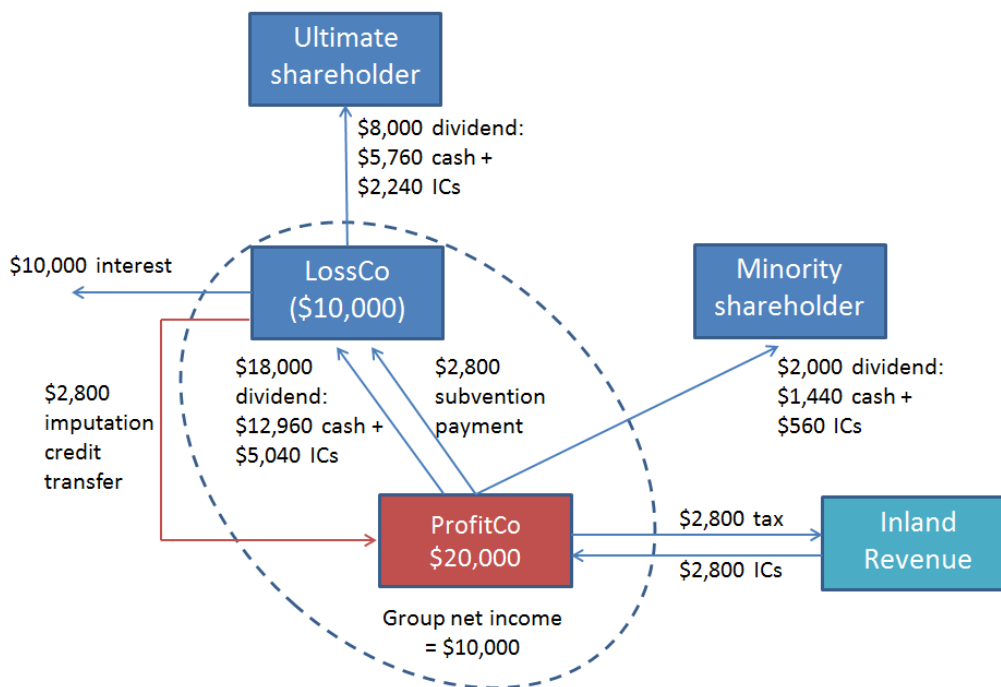 Ultimate
shareholder
$8,000 dividend:
$5,760 cash +
$2,240 ICs
$10,000 interest
LossCo
($10,000)
Minority
shareholder
$2,800
imputation
credit
transfer
$18,000
dividend:
$12,960 cash +
$5,040 ICs
$2,800
subvention
payment
$2,000 dividend:
$1,440 cash +
$560 ICs
ProfitCo
$20,000
$2,800 tax
$2,800 ICs
Inland
Revenue
Group net income
= $10,000